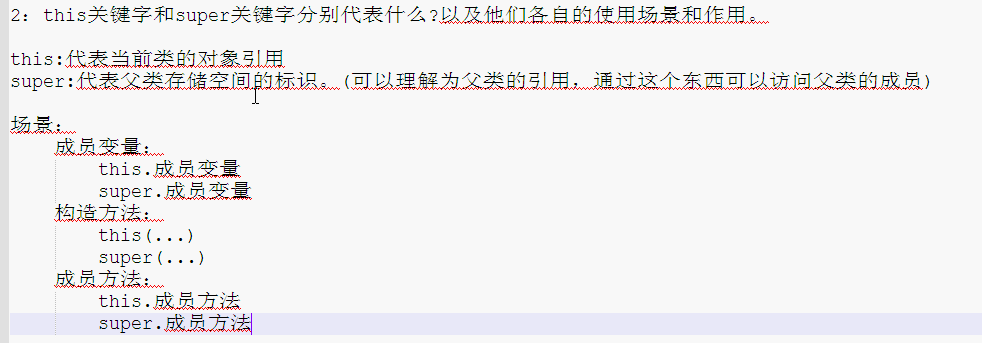 2：this关键字和super关键字分别代表什么?以及他们各自的使用场景和作用。
this:代表当前类的对象引用
super:代表父类存储空间的标识。(可以理解为父类的引用，通过这个东西可以访问父类的成员)
场景：
成员变量：
this.成员变量
super.成员变量
构造方法：
this(...)
super(...)
成员方法：
this.成员方法
super.成员方法